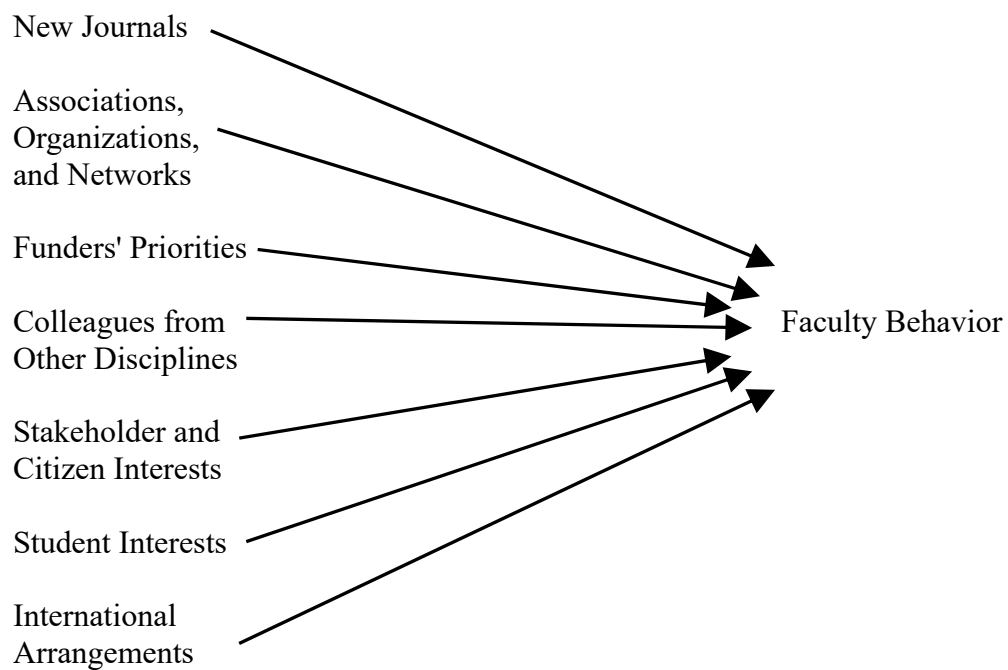 New Journals
Associations,
Organizations,
and Networks
Funders' Priorities
Colleagues from
Other Disciplines
Faculty Behavior
Stakeholder and
Citizen Interests
Student Interests
International
Arrangements